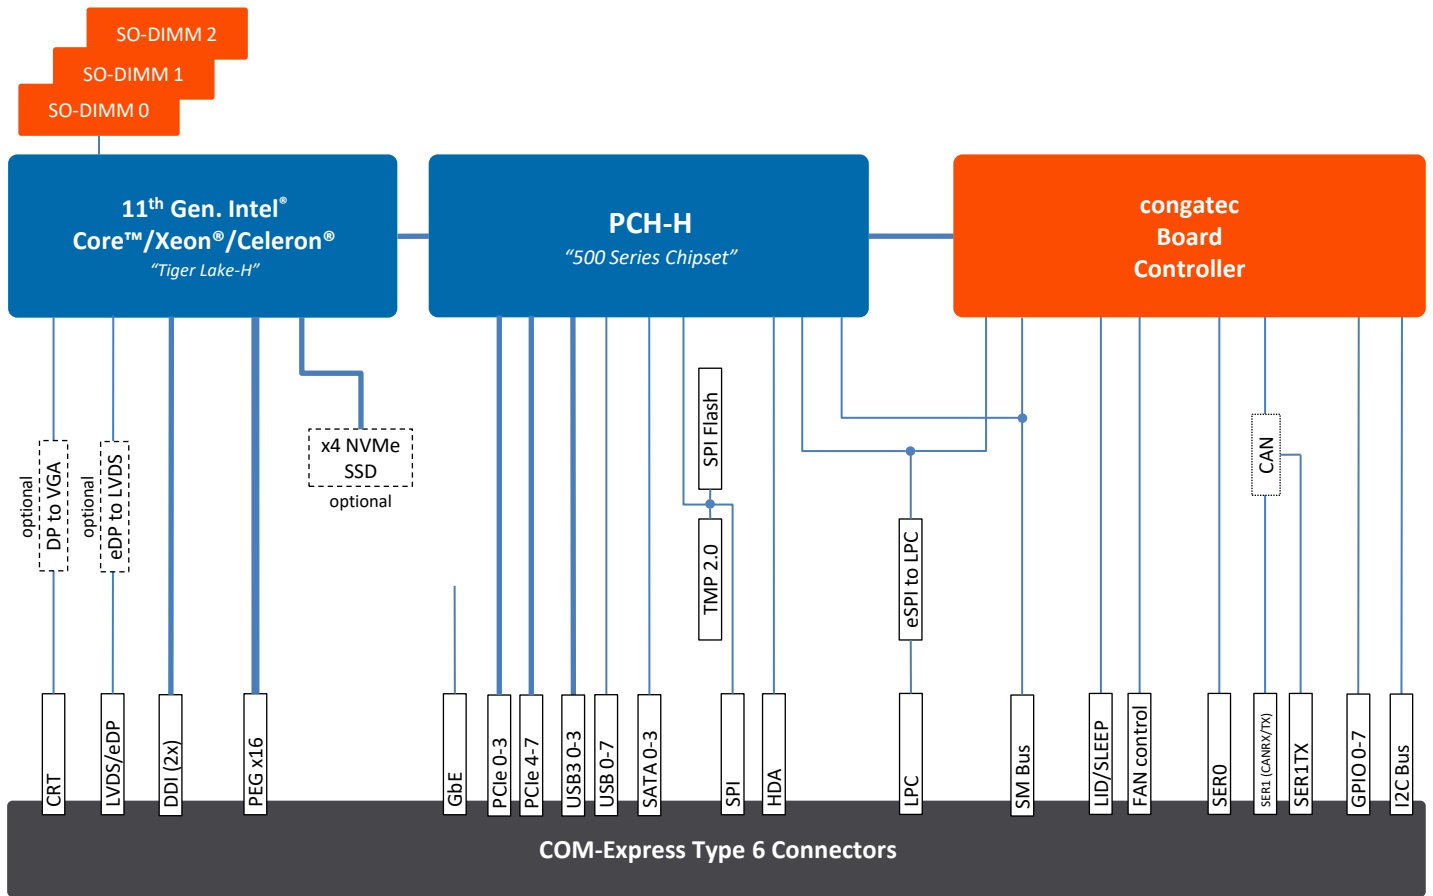 SO-DIMM 2
SO-DIMM 1
SO-DIMM 0
11th Gen. Intel®
Core™/Xeon®/Celeron®
“Tiger Lake-H”
PCH-H
“500 Series Chipset”
congatec
Board
Controller
optional
DP to VGA
optional
eDP to LVDS
x4 NVMe
SSD
optional
SPI Flash
TMP 2.0
eSPI to LPC
CAN
CRT
LVDS/eDP
DDI (2x)
PEG x16
GbE
PCIe 0-3
PCIe 4-7
USB3 0-3
USB 0-7
SATA 0-3
SPI
HDA
LPC
SM Bus
LID/SLEEP
FAN control
SER0
SER1 (CANRX/TX)
SER1TX
GPIO 0-7
I2C Bus
COM-Express Type 6 Connectors